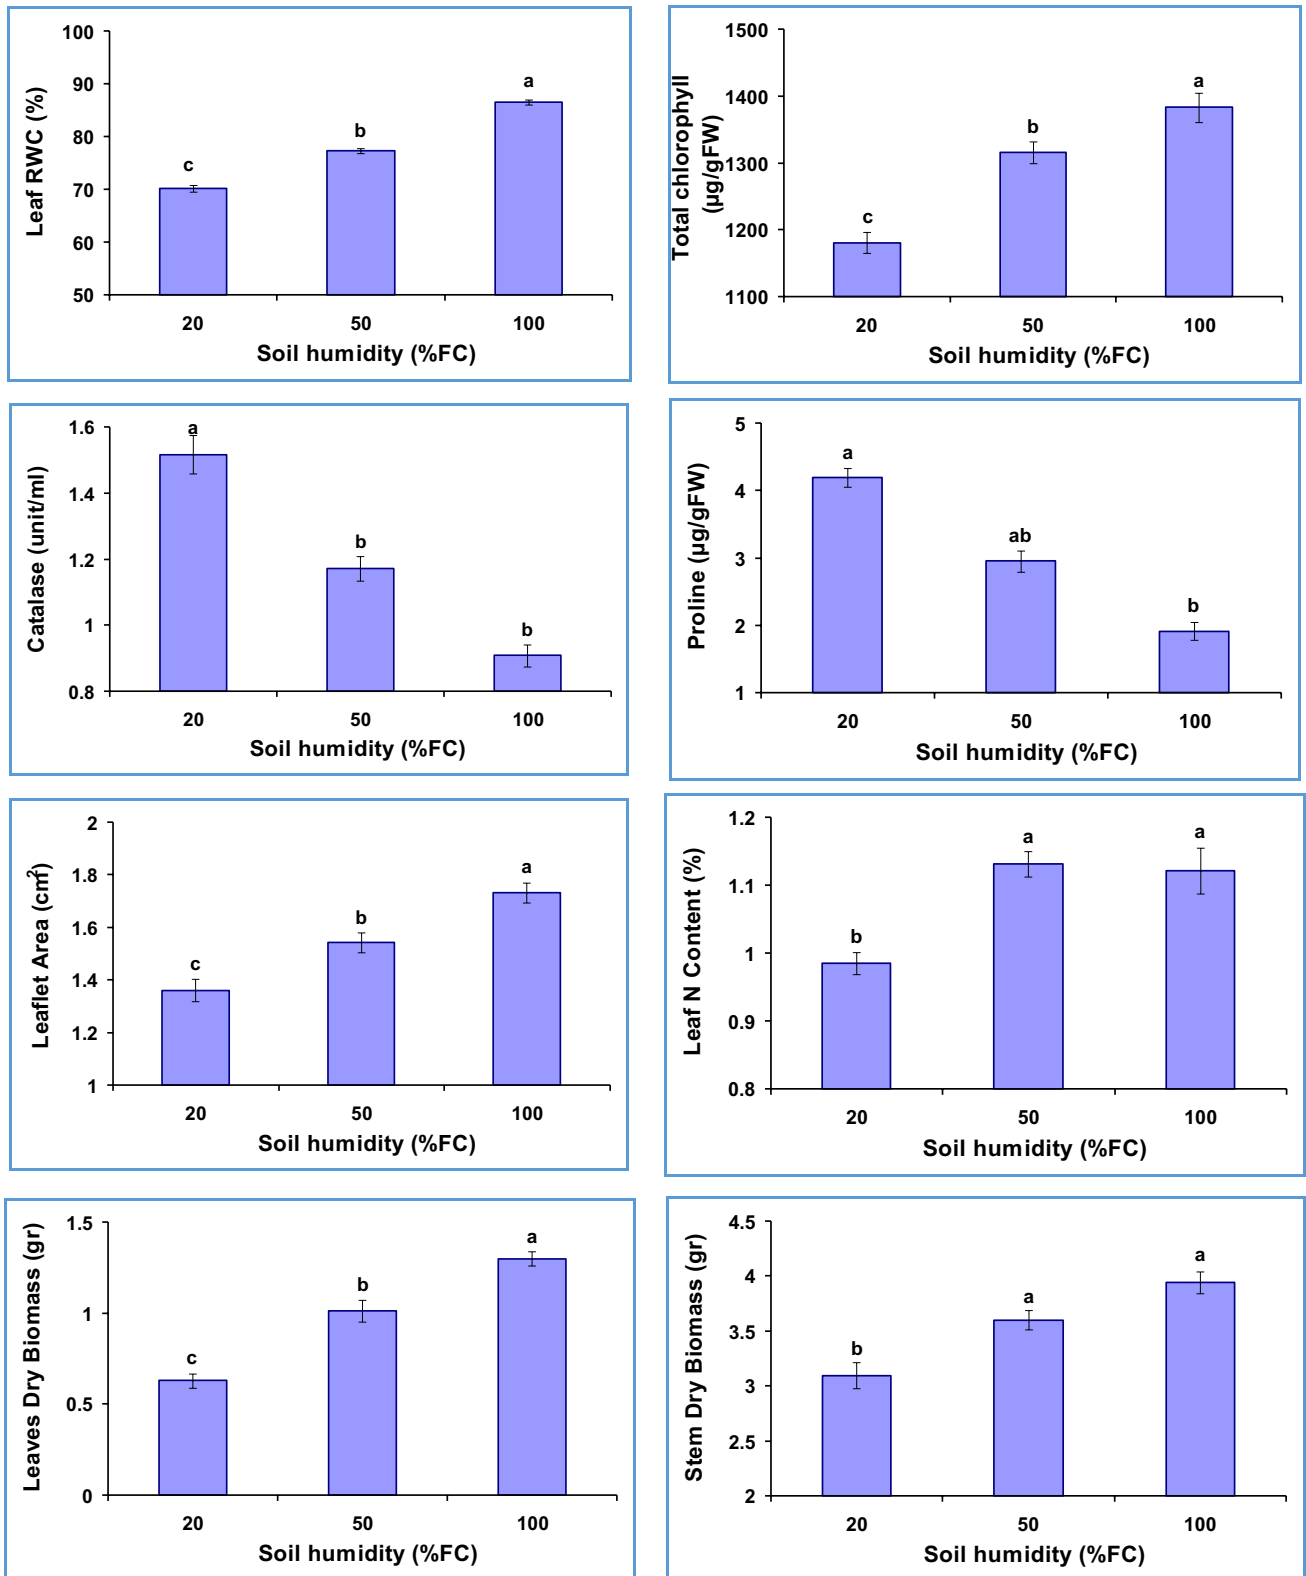 100
90
80
70
60
50
Leaf RWC (%)
c
b
a
20 50 100
Soil humidity (%FC)
1500
1400
1300
1200
1100
Total chlorophyll
(µg/gFW)
c
b
a
20 50 100
Soil humidity (%FC)
1.6
1.4
1.2
1
0.8
Catalase (unit/ml)
a
b
b
20 50 100
Soil humidity (%FC)
5
4
3
2
1
Proline (µg/gFW)
a
ab
b
20 50 100
Soil humidity (%FC)
2
1.8
1.6
1.4
1.2
1
Leaflet Area (cm²)
c
b
a
20 50 100
Soil humidity (%FC)
1.2
1.1
1
0.9
0.8
Leaf N Content (%)
b
a
a
20 50 100
Soil humidity (%FC)
1.5
1
0.5
0
Leaves Dry Biomass (gr)
c
b
a
20 50 100
Soil humidity (%FC)
4.5
4
3.5
3
2.5
2
Stem Dry Biomass (gr)
b
a
a
20 50 100
Soil humidity (%FC)